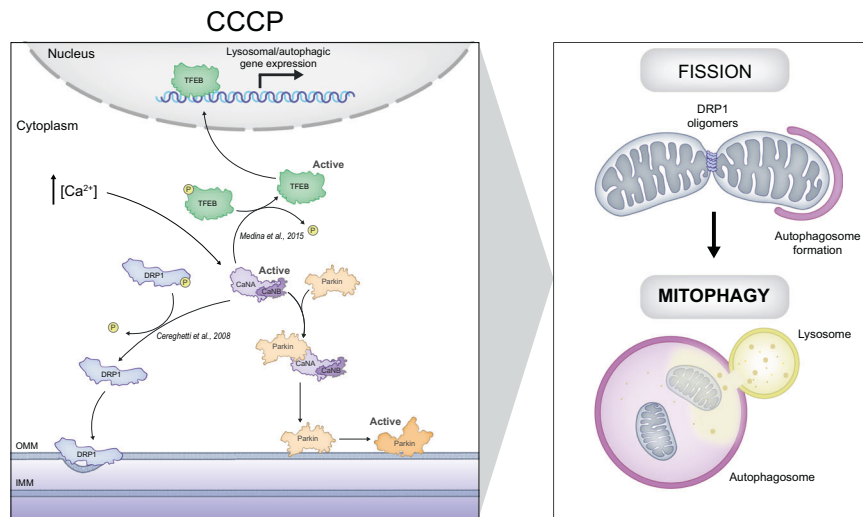 CCCP
Nucleus
Lysosomal/autophagic
gene expression
TFEB
Cytoplasm
Active
P
TFEB
TFEB
[Ca²⁺]
P
Medina et al., 2015
DRP1
P
Active
CaNA
CaNB
Parkin
P
Cereghetti et al., 2008
Parkin
CaNA
CaNB
DRP1
Active
Parkin
Parkin
OMM
DRP1
IMM
FISSION
DRP1
oligomers
Autophagosome
formation
MITOPHAGY
Lysosome
Autophagosome